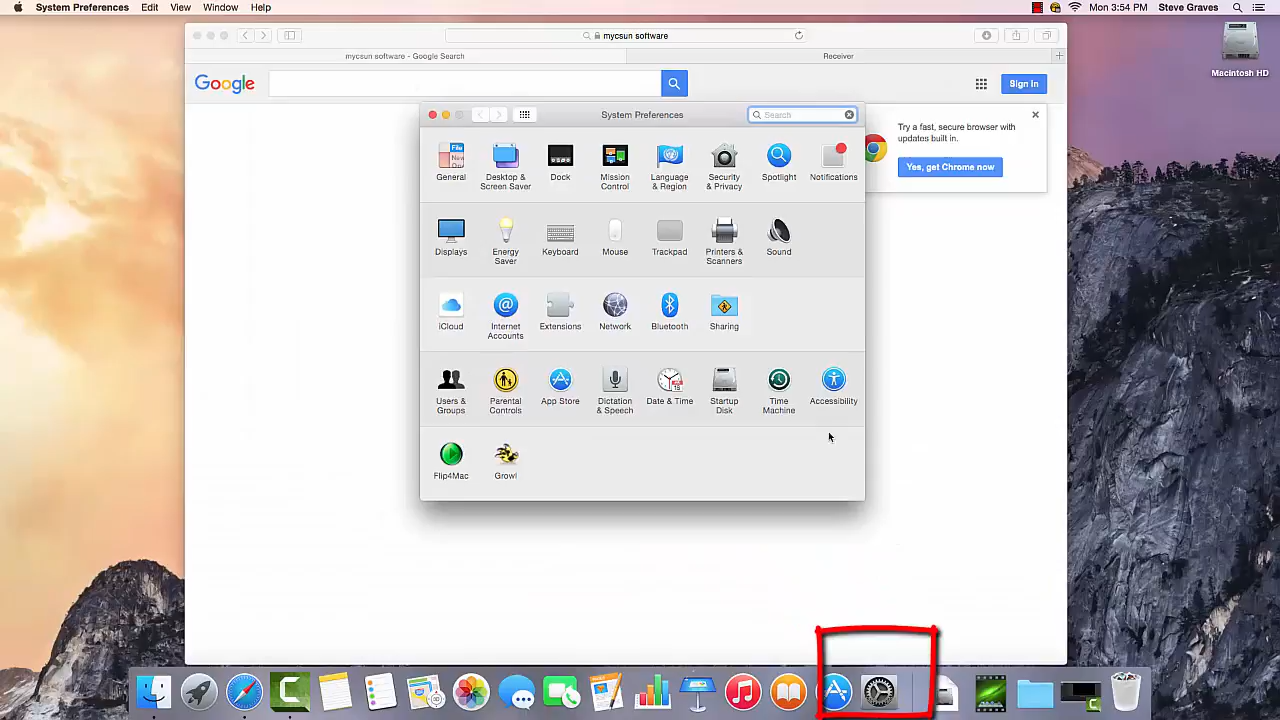 System Preferences Edit View Window Help Mon 3:54 PM Steve Graves
mycsun software
mycsun software - Google Search Receiver
Macintosh HD
Google Sign in
System Preferences Search
Try a fast, secure browser with
updates built in.
Yes, get Chrome now
General Desktop & Dock Mission Language Security Spotlight Notifications
Screen Saver Control & Region & Privacy
Displays Energy Keyboard Mouse Trackpad Printers & Sound
Saver Scanners
iCloud Internet Extensions Network Bluetooth Sharing
Accounts
Users & Parental App Store Dictation Date & Time Startup Time Accessibility
Groups Controls & Speech Disk Machine
Flip4Mac Growl